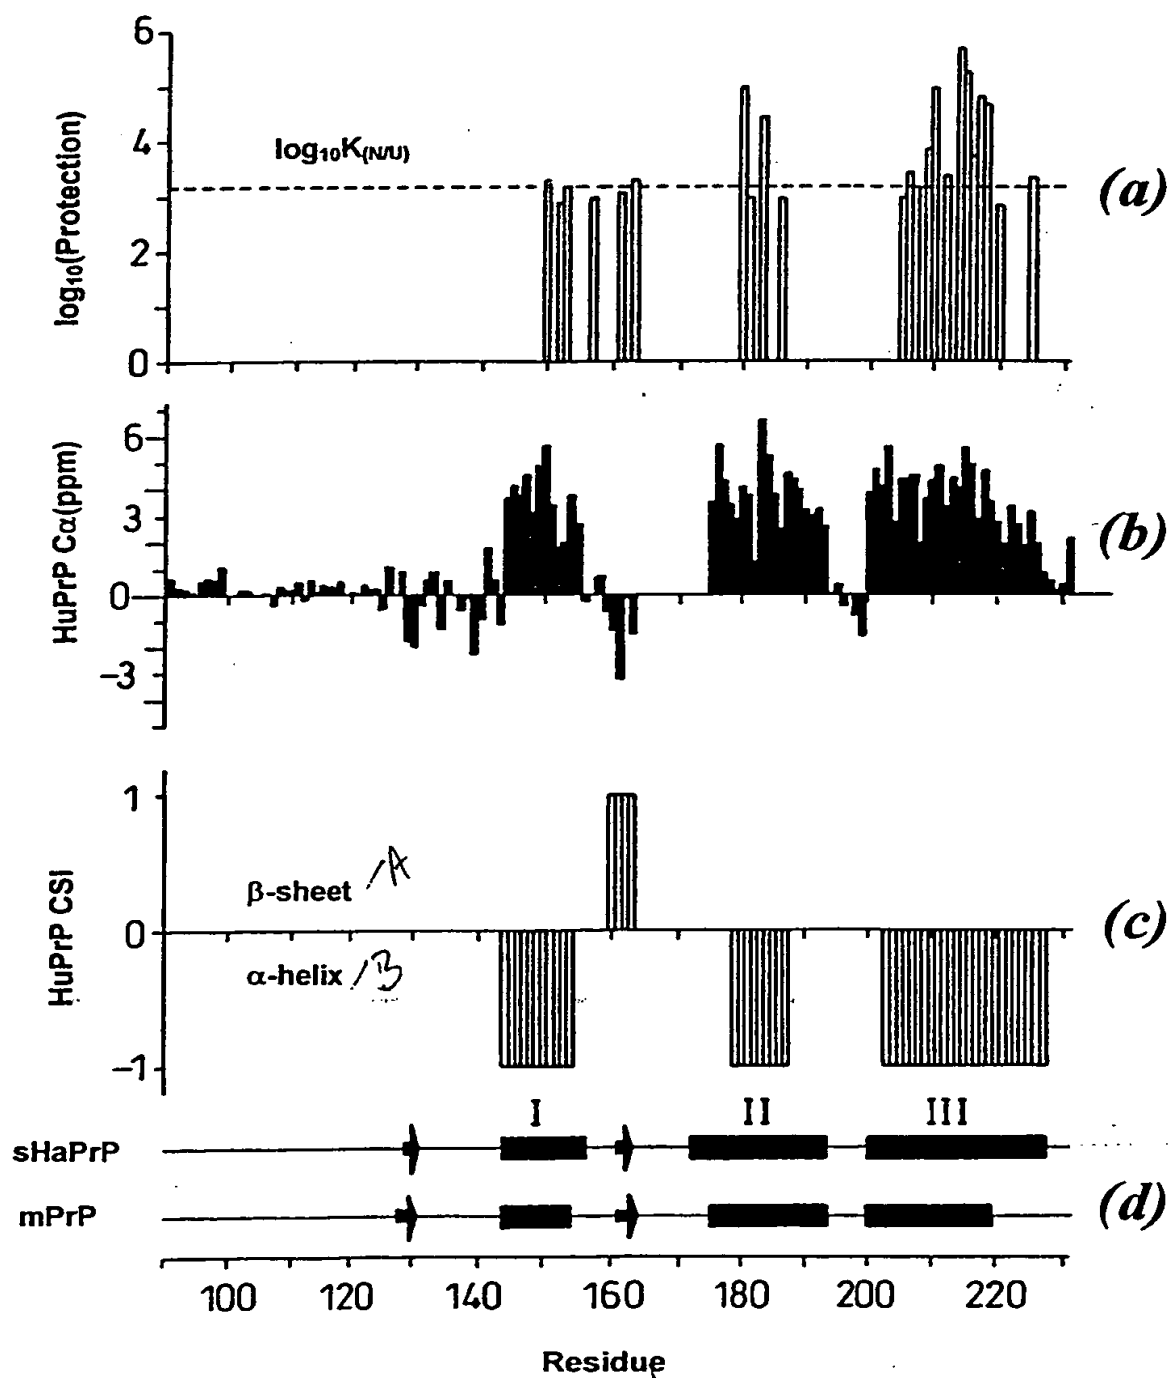 6
4
2
0
log₁₀(Protection)
log₁₀K(N/U)
(a)
6
3
0
−3
HuPrP Cα(ppm)
(b)
1
0
−1
HuPrP CSI
β-sheet /A
α-helix /B
(c)
I II III
sHaPrP
mPrP
(d)
100 120 140 160 180 200 220
Residue